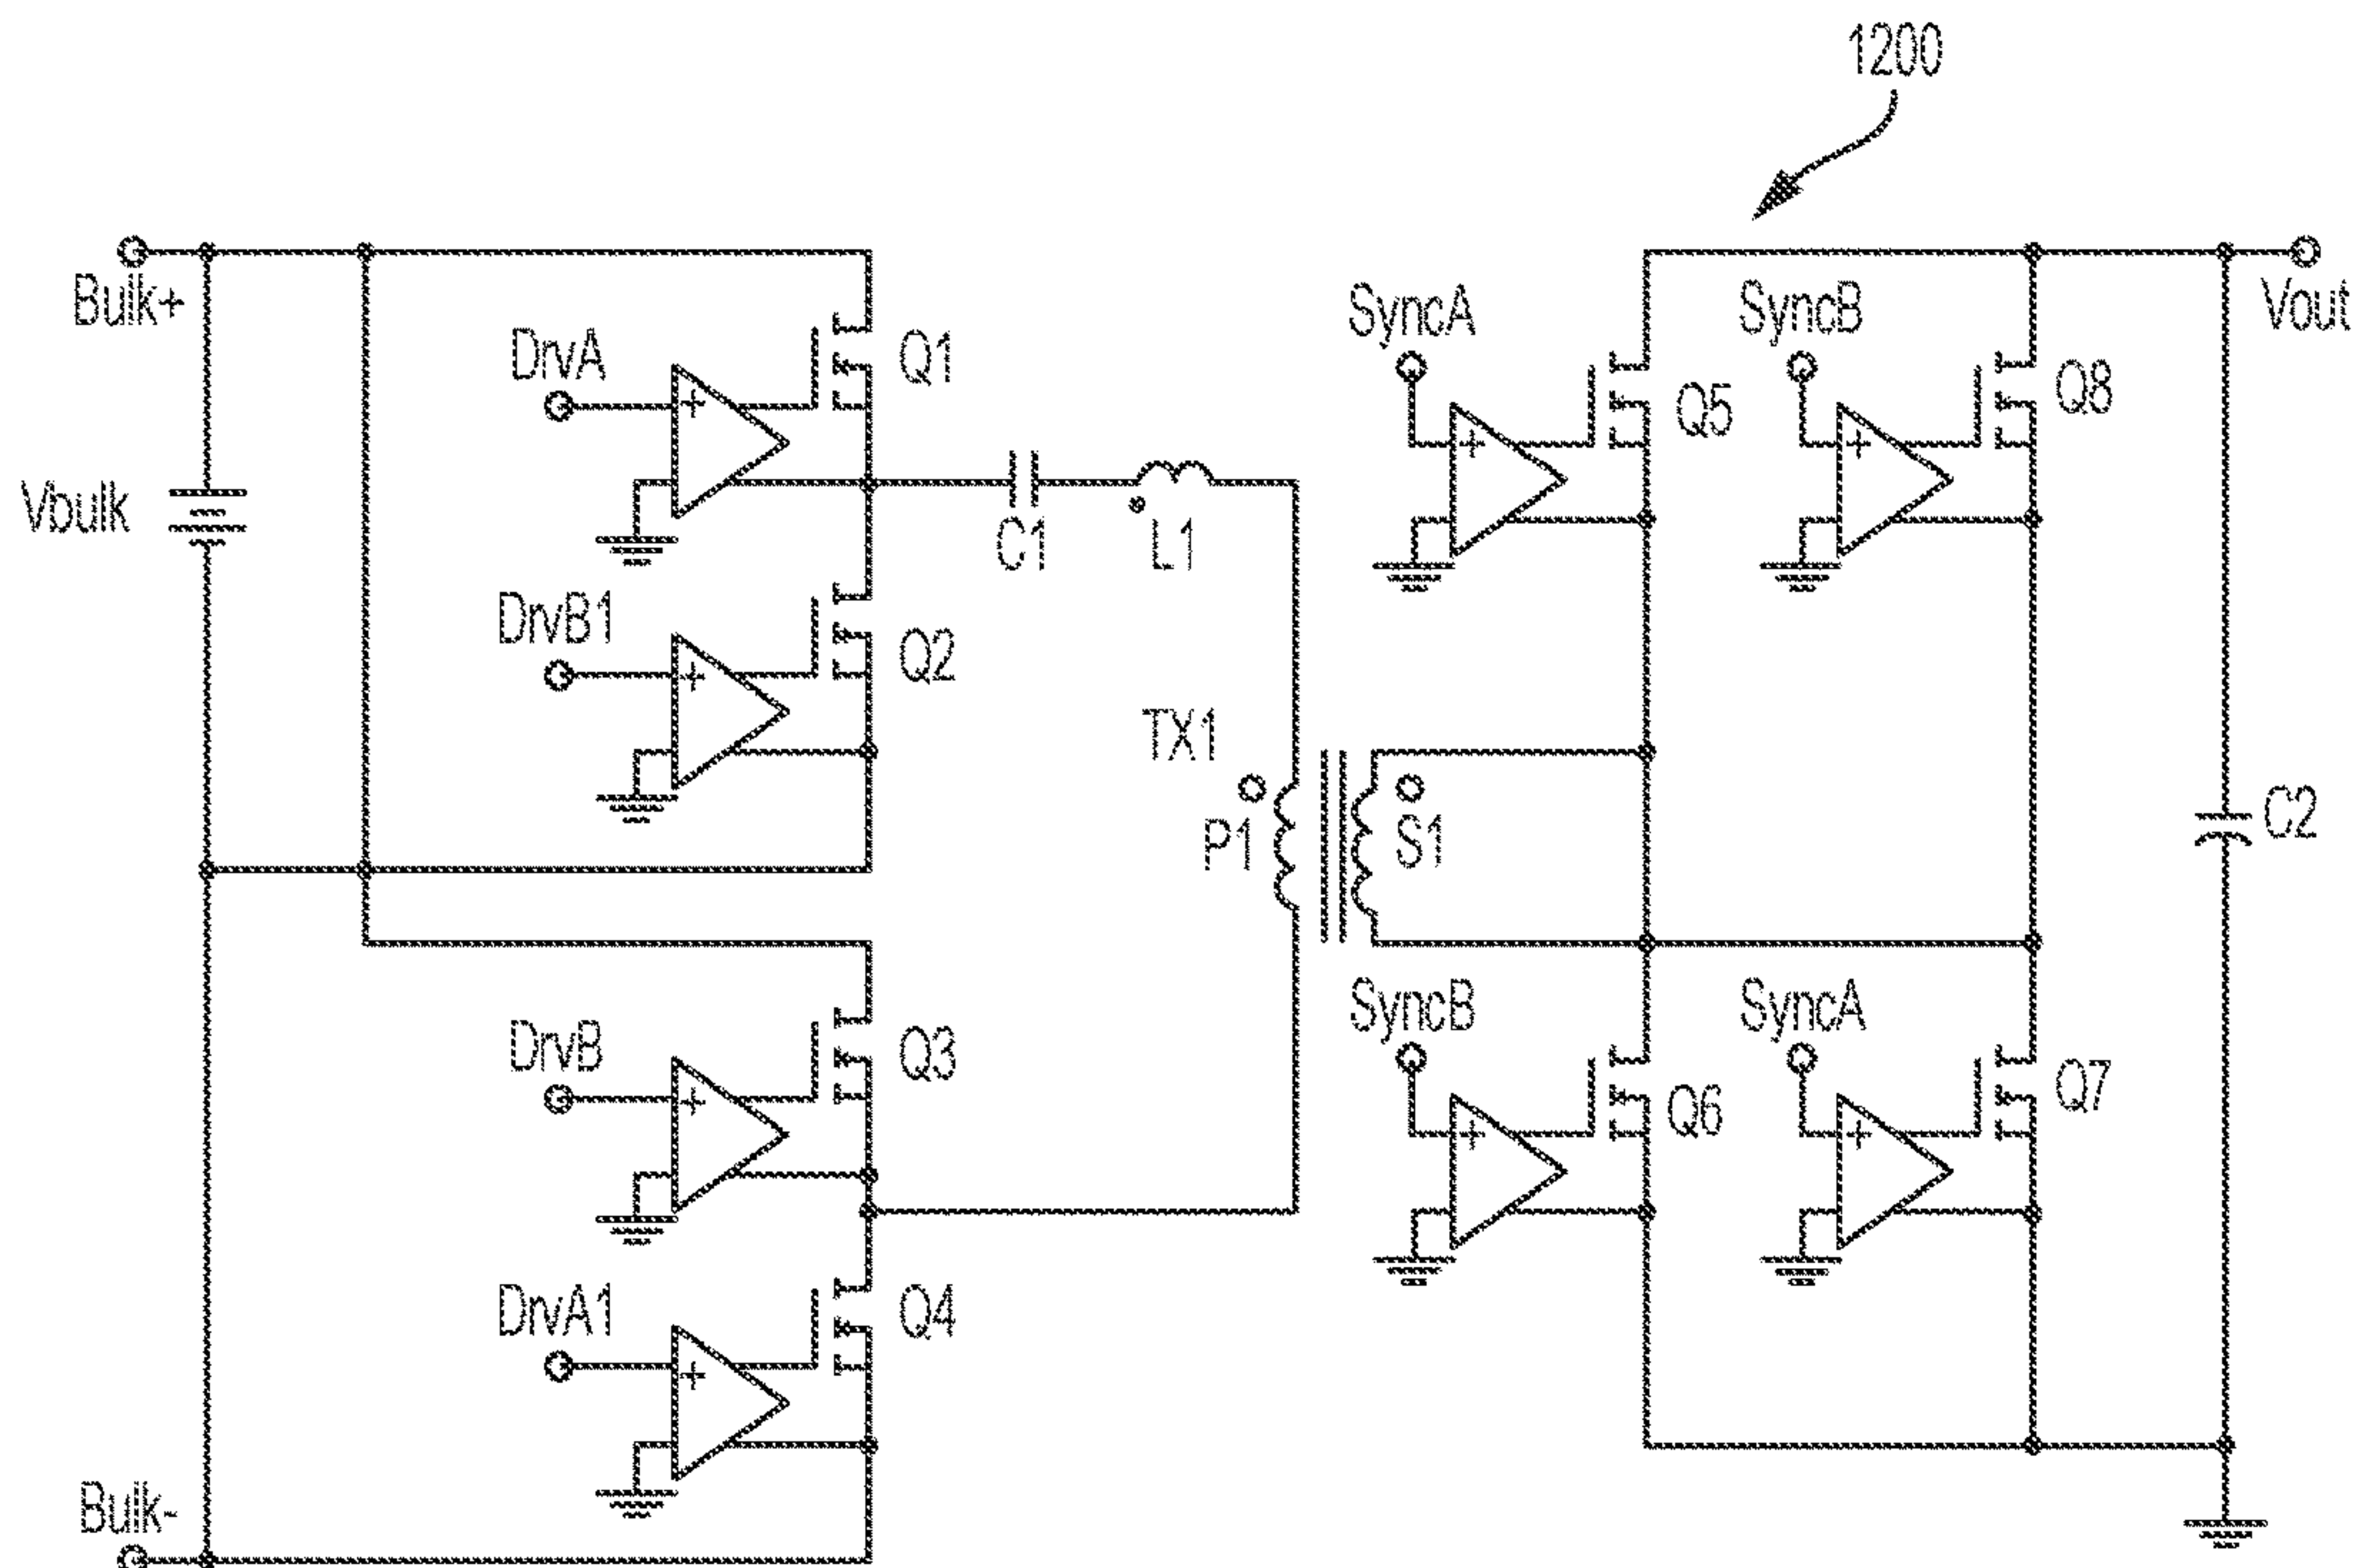 1200
Bulk+
Vbulk
DrvA
Q1
C1
L1
DrvB1
Q2
TX1
P1
S1
SyncA
Q5
SyncB
Q8
Vout
C2
DrvB
Q3
DrvA1
Q4
SyncB
Q6
SyncA
Q7
Bulk-